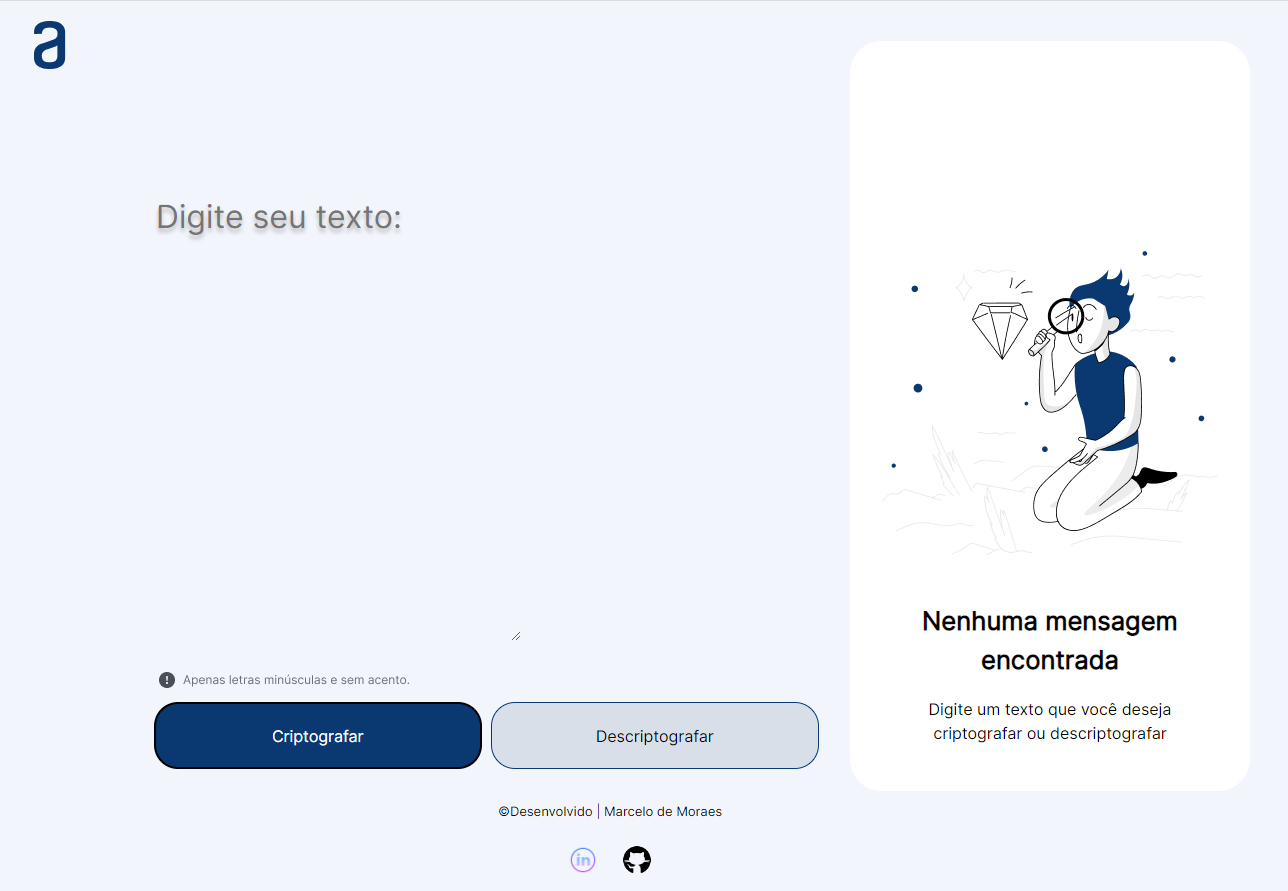 a
Digite seu texto:
Apenas letras minúsculas e sem acento.
Criptografar
Descriptografar
Nenhuma mensagem
encontrada
Digite um texto que você deseja
criptografar ou descriptografar
©Desenvolvido | Marcelo de Moraes
in